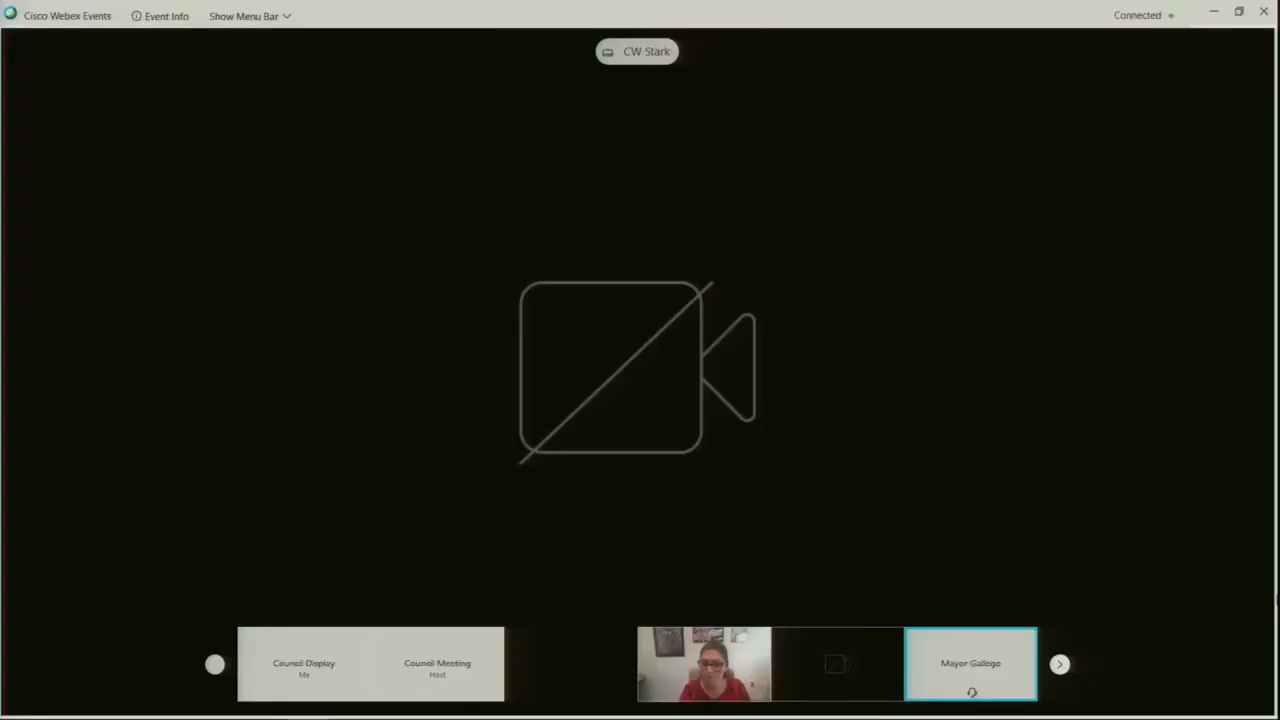 Cisco Webex Events
Event Info
Show Menu Bar
Connected
CW Stark
Council Display
Me
Council Meeting
Host
Mayor Gallego